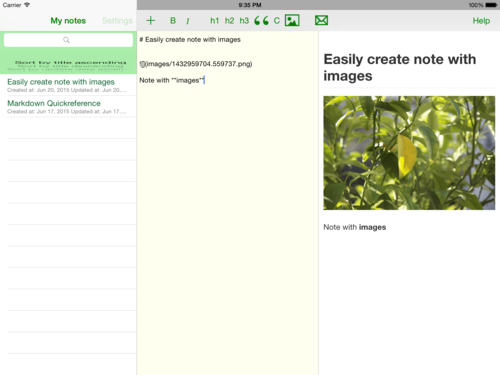 Carrier 9:35 PM 100%
My notes Settings
+ B I h1 h2 h3 “ C Help
Sort by title ascending
Easily create note with images
Created at: Jun 20, 2015 Updated at: Jun 20,...
Markdown Quickreference
Created at: Jun 17, 2015 Updated at: Jun 17,...
# Easily create note with images
![](images/1432959704.559737.png)
Note with **images**
Easily create note with
images
Note with images